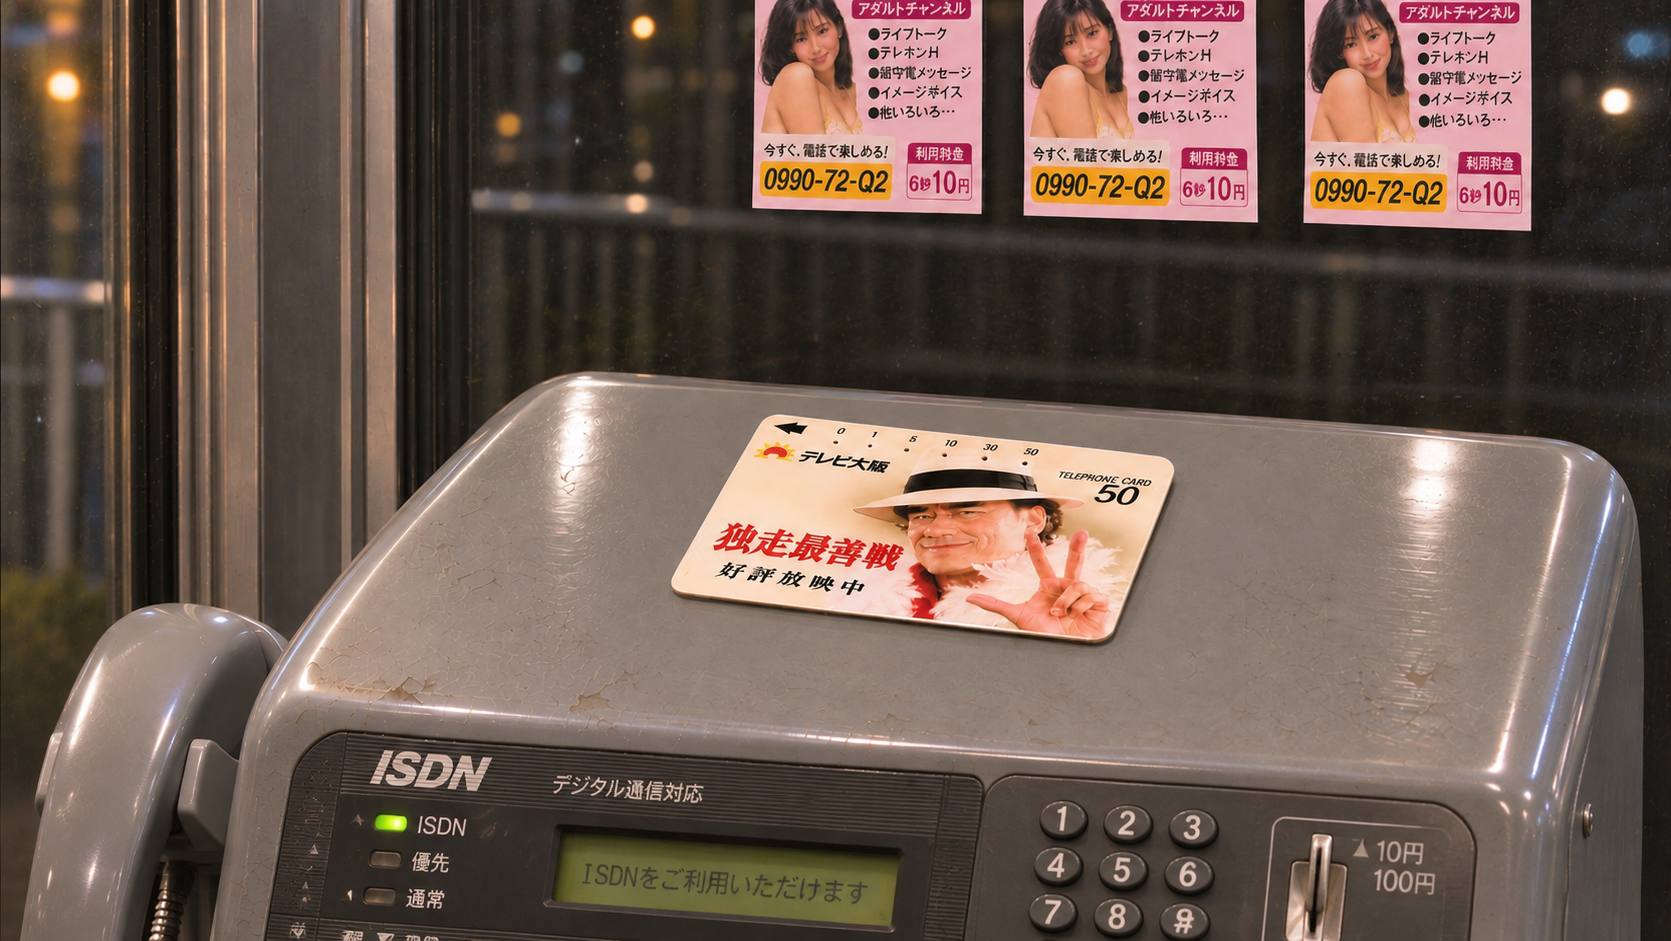 アダルトチャンネル
●ライブトーク
●テレホンH
●留守電メッセージ
●イメージボイス
●他いろいろ…
今すぐ、電話で楽しめる!
0990-72-Q2
利用料金
6秒10円
アダルトチャンネル
●ライブトーク
●テレホンH
●留守電メッセージ
●イメージボイス
●他いろいろ…
今すぐ、電話で楽しめる!
0990-72-Q2
利用料金
6秒10円
アダルトチャンネル
●ライブトーク
●テレホンH
●留守電メッセージ
●イメージボイス
●他いろいろ…
今すぐ、電話で楽しめる!
0990-72-Q2
利用料金
6秒10円
0 1 5 10 30 50
テレビ大阪
TELEPHONE CARD
50
独走最善戦
好評放映中
ISDN
デジタル通信対応
ISDN
優先
通常
ISDNをご利用いただけます
1 2 3
4 5 6
7 8 9
▲10円
100円